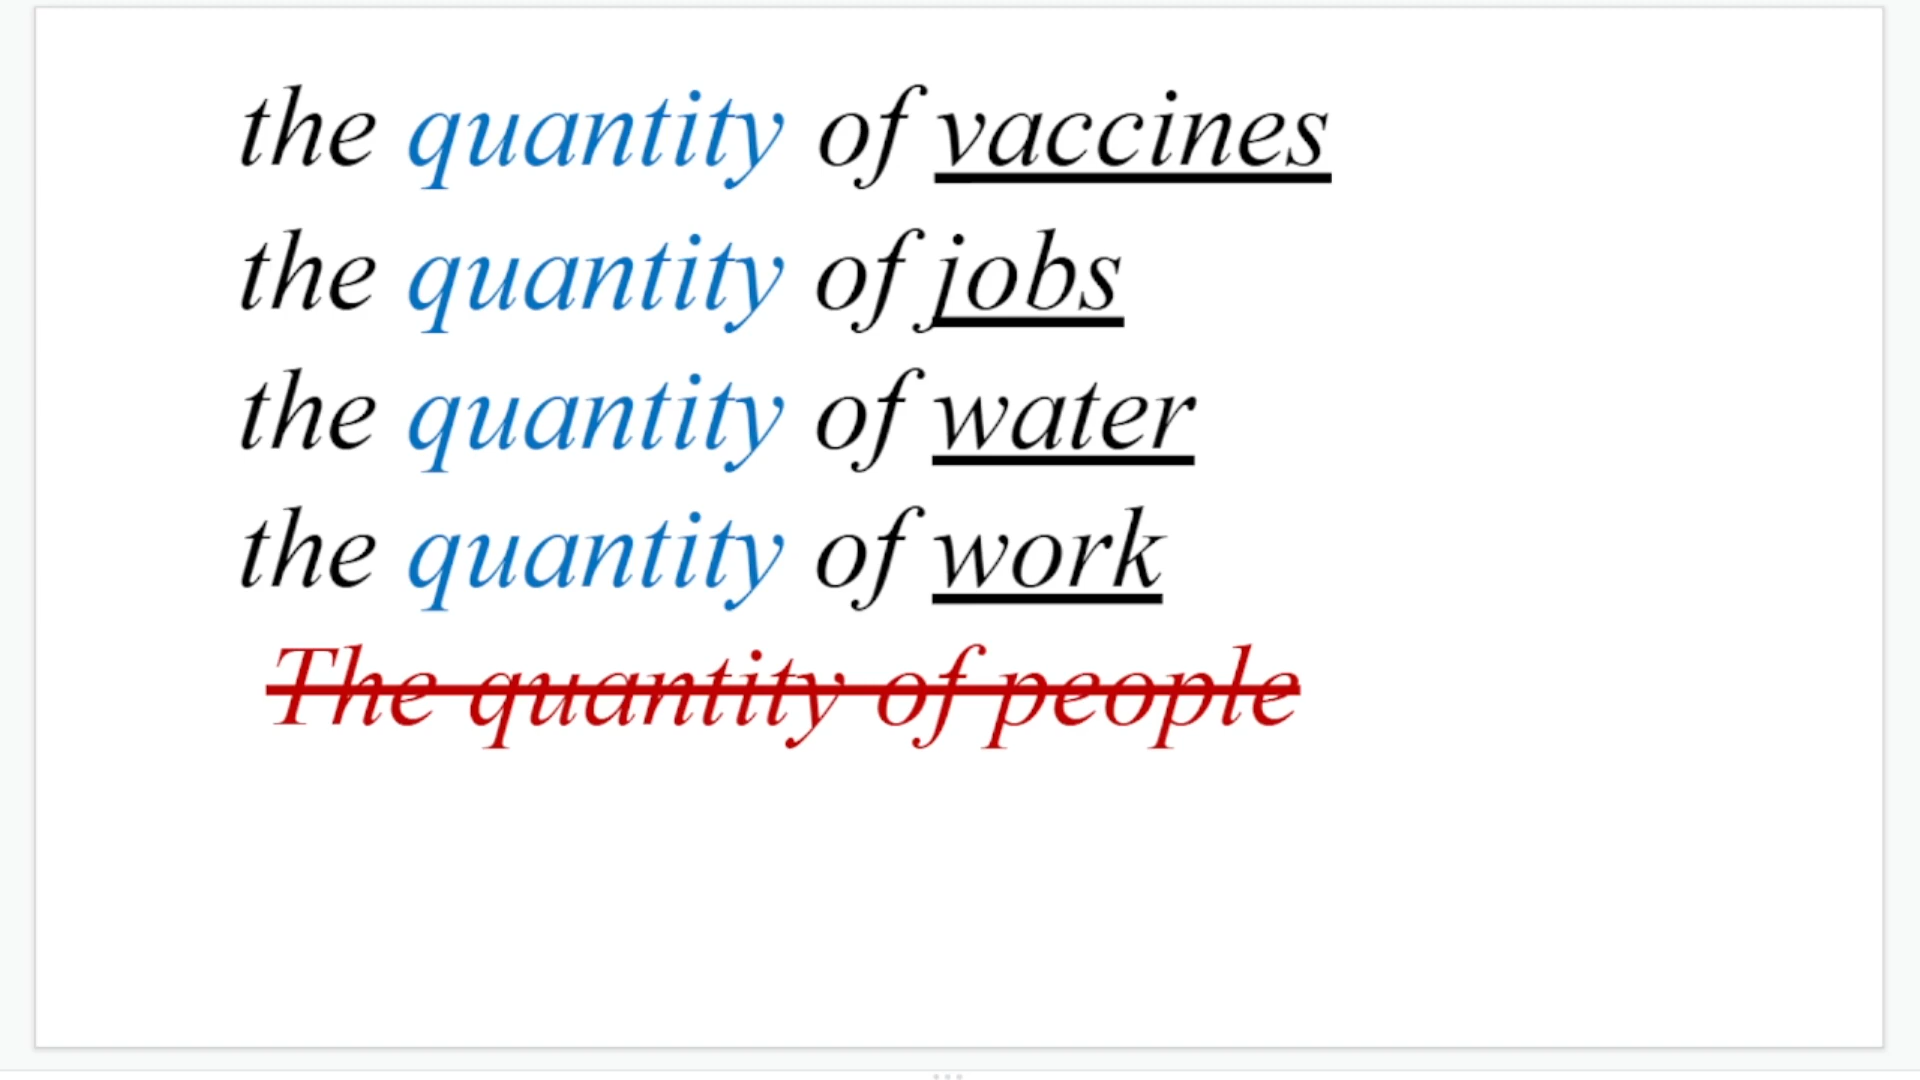 the quantity of vaccines
the quantity of jobs
the quantity of water
the quantity of work
The quantity of people